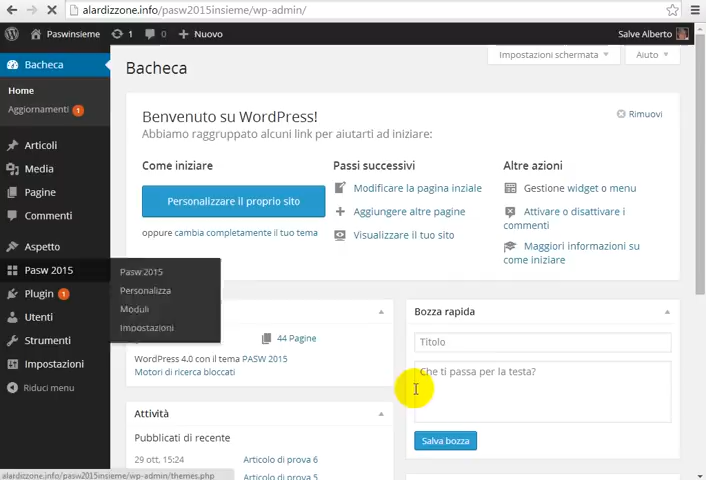 alardizzone.info/pasw2015insieme/wp-admin/
Paswinsieme 1 0 Nuovo Salve Alberto
Bacheca
Home
Aggiornamenti 1
Articoli
Media
Pagine
Commenti
Aspetto
Pasw 2015
Plugin 1
Utenti
Strumenti
Impostazioni
Riduci menu
Pasw 2015
Personalizza
Moduli
Impostazioni
Impostazioni schermata
Aiuto
Bacheca
Benvenuto su WordPress!
Rimuovi
Abbiamo raggruppato alcuni link per aiutarti ad iniziare:
Come iniziare
Personalizzare il proprio sito
oppure cambia completamente il tuo tema
Passi successivi
Modificare la pagina inziale
Aggiungere altre pagine
Visualizzare il tuo sito
Altre azioni
Gestione widget o menu
Attivare o disattivare i
commenti
Maggiori informazioni su
come iniziare
44 Pagine
WordPress 4.0 con il tema PASW 2015
Motori di ricerca bloccati
Attività
Pubblicati di recente
29 ott, 15:24 Articolo di prova 6
Articolo di prova 5
Bozza rapida
Titolo
Che ti passa per la testa?
Salva bozza
alardizzone.info/pasw2015insieme/wp-admin/themes.php